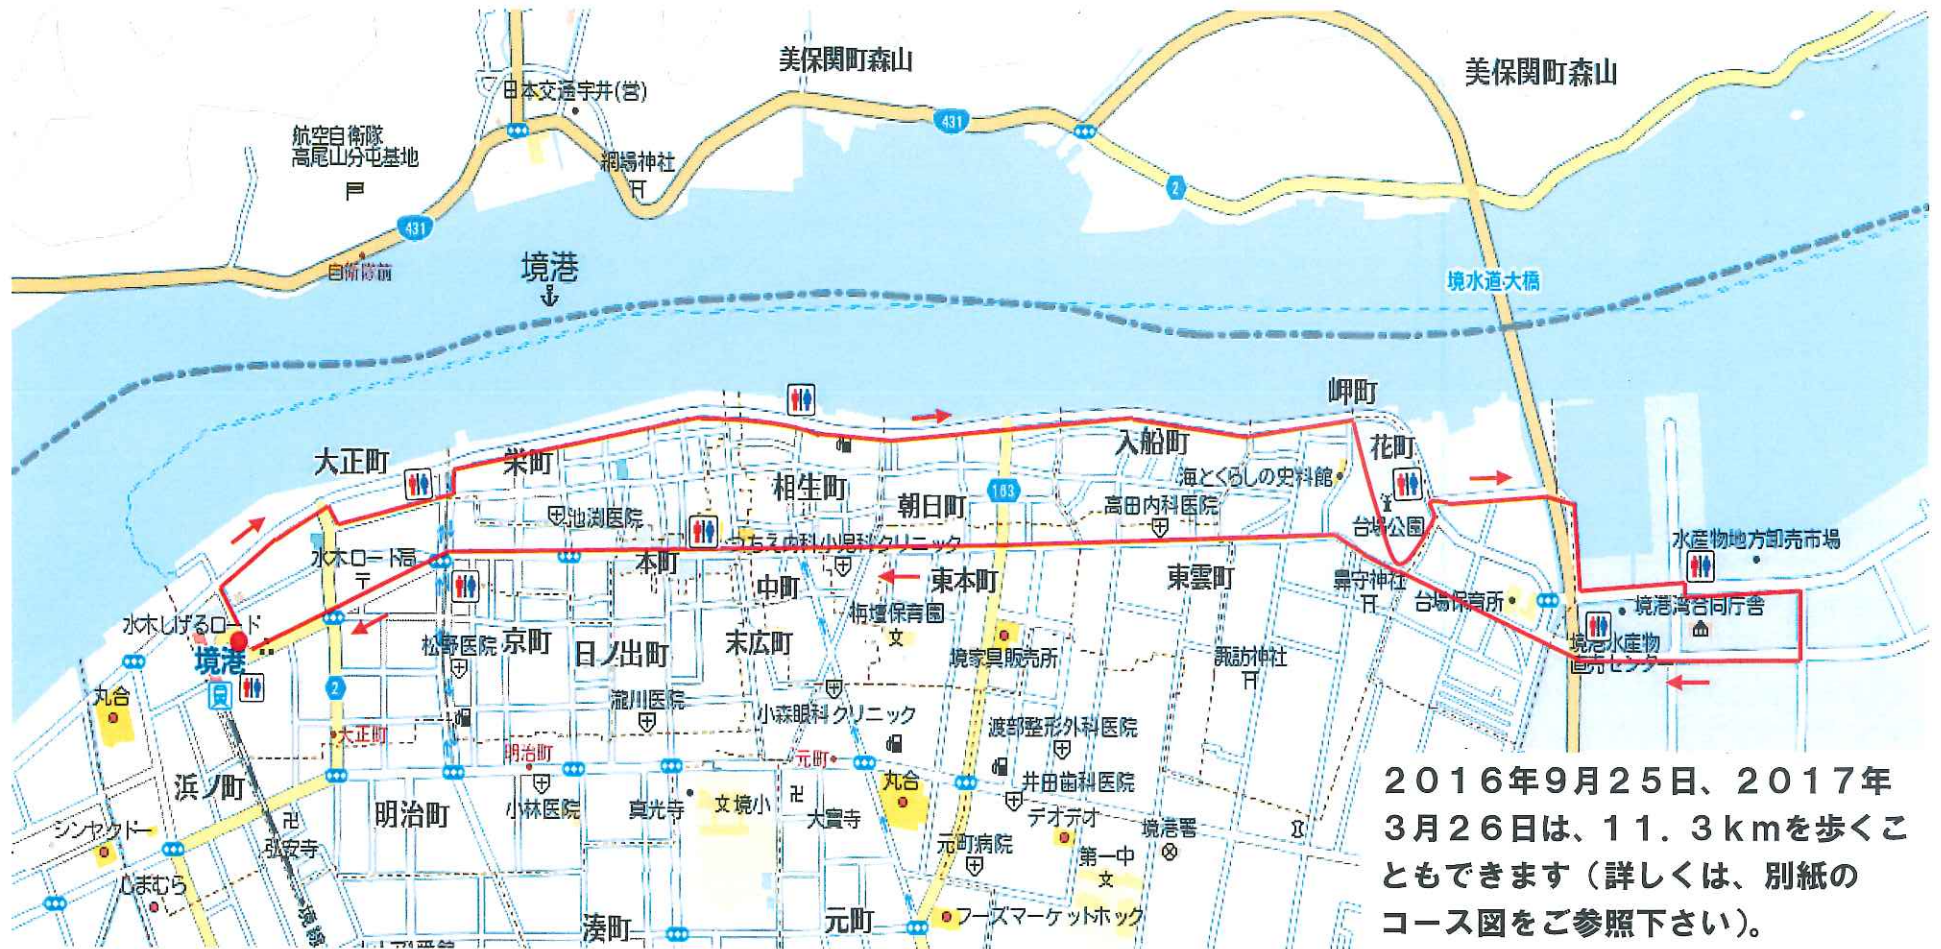 美保関町森山
美保関町森山
日本交通宇井(営)
航空自衛隊
高尾山分屯基地
網場神社
431
2
431
自衛隊前
境港
境水道大橋
岬町
大正町
栄町
入船町
花町
海とくらしの史料館
相生町
朝日町
163
高田内科医院
池渕医院
台場公園
水産物地方卸売市場
水木ロード局
本町
つちえ内科小児科クリニック
中町
東本町
東雲町
台場保育所
境港湾合同庁舎
栴壇保育園
水木しげるロード
境港
松野医院
京町
日ノ出町
末広町
境港水産物
直売センター
境家具販売所
諏訪神社
2
丸合
瀧川医院
小森眼科クリニック
渡部整形外科医院
大正町
明治町
元町
井田歯科医院
浜ノ町
明治町
小林医院
真光寺
文境小
大寶寺
丸合
デオデオ
境港署
シンヤクドー
弘安寺
元町病院
第一中
しまむら
境線
湊町
元町
フーズマーケットホック
2016年9月25日、2017年
3月26日は、11.3kmを歩くこ
ともできます（詳しくは、別紙の
コース図をご参照下さい）。